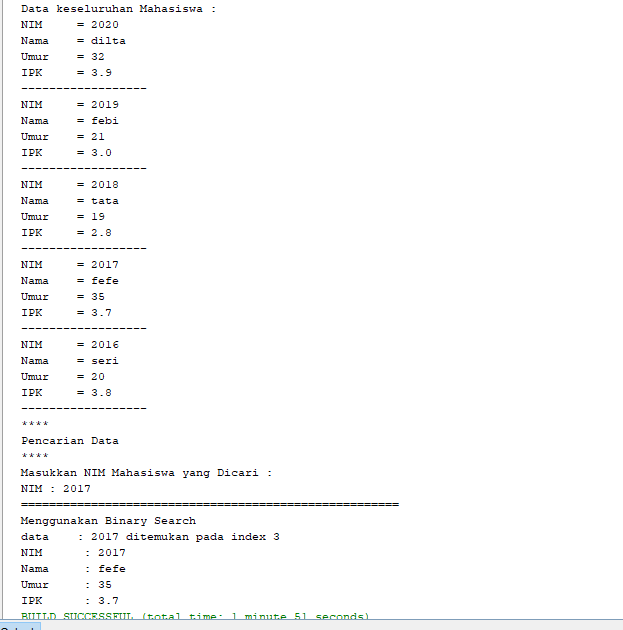 Data keseluruhan Mahasiswa :
NIM     = 2020
Nama    = dilta
Umur    = 32
IPK     = 3.9
------------------
NIM     = 2019
Nama    = febi
Umur    = 21
IPK     = 3.0
------------------
NIM     = 2018
Nama    = tata
Umur    = 19
IPK     = 2.8
------------------
NIM     = 2017
Nama    = fefe
Umur    = 35
IPK     = 3.7
------------------
NIM     = 2016
Nama    = seri
Umur    = 20
IPK     = 3.8
------------------
****
Pencarian Data
****
Masukkan NIM Mahasiswa yang Dicari :
NIM : 2017
======================================================
Menggunakan Binary Search
data    : 2017 ditemukan pada index 3
NIM      : 2017
Nama     : fefe
Umur     : 35
IPK      : 3.7
BUILD SUCCESSFUL (total time: 1 minute 51 seconds)